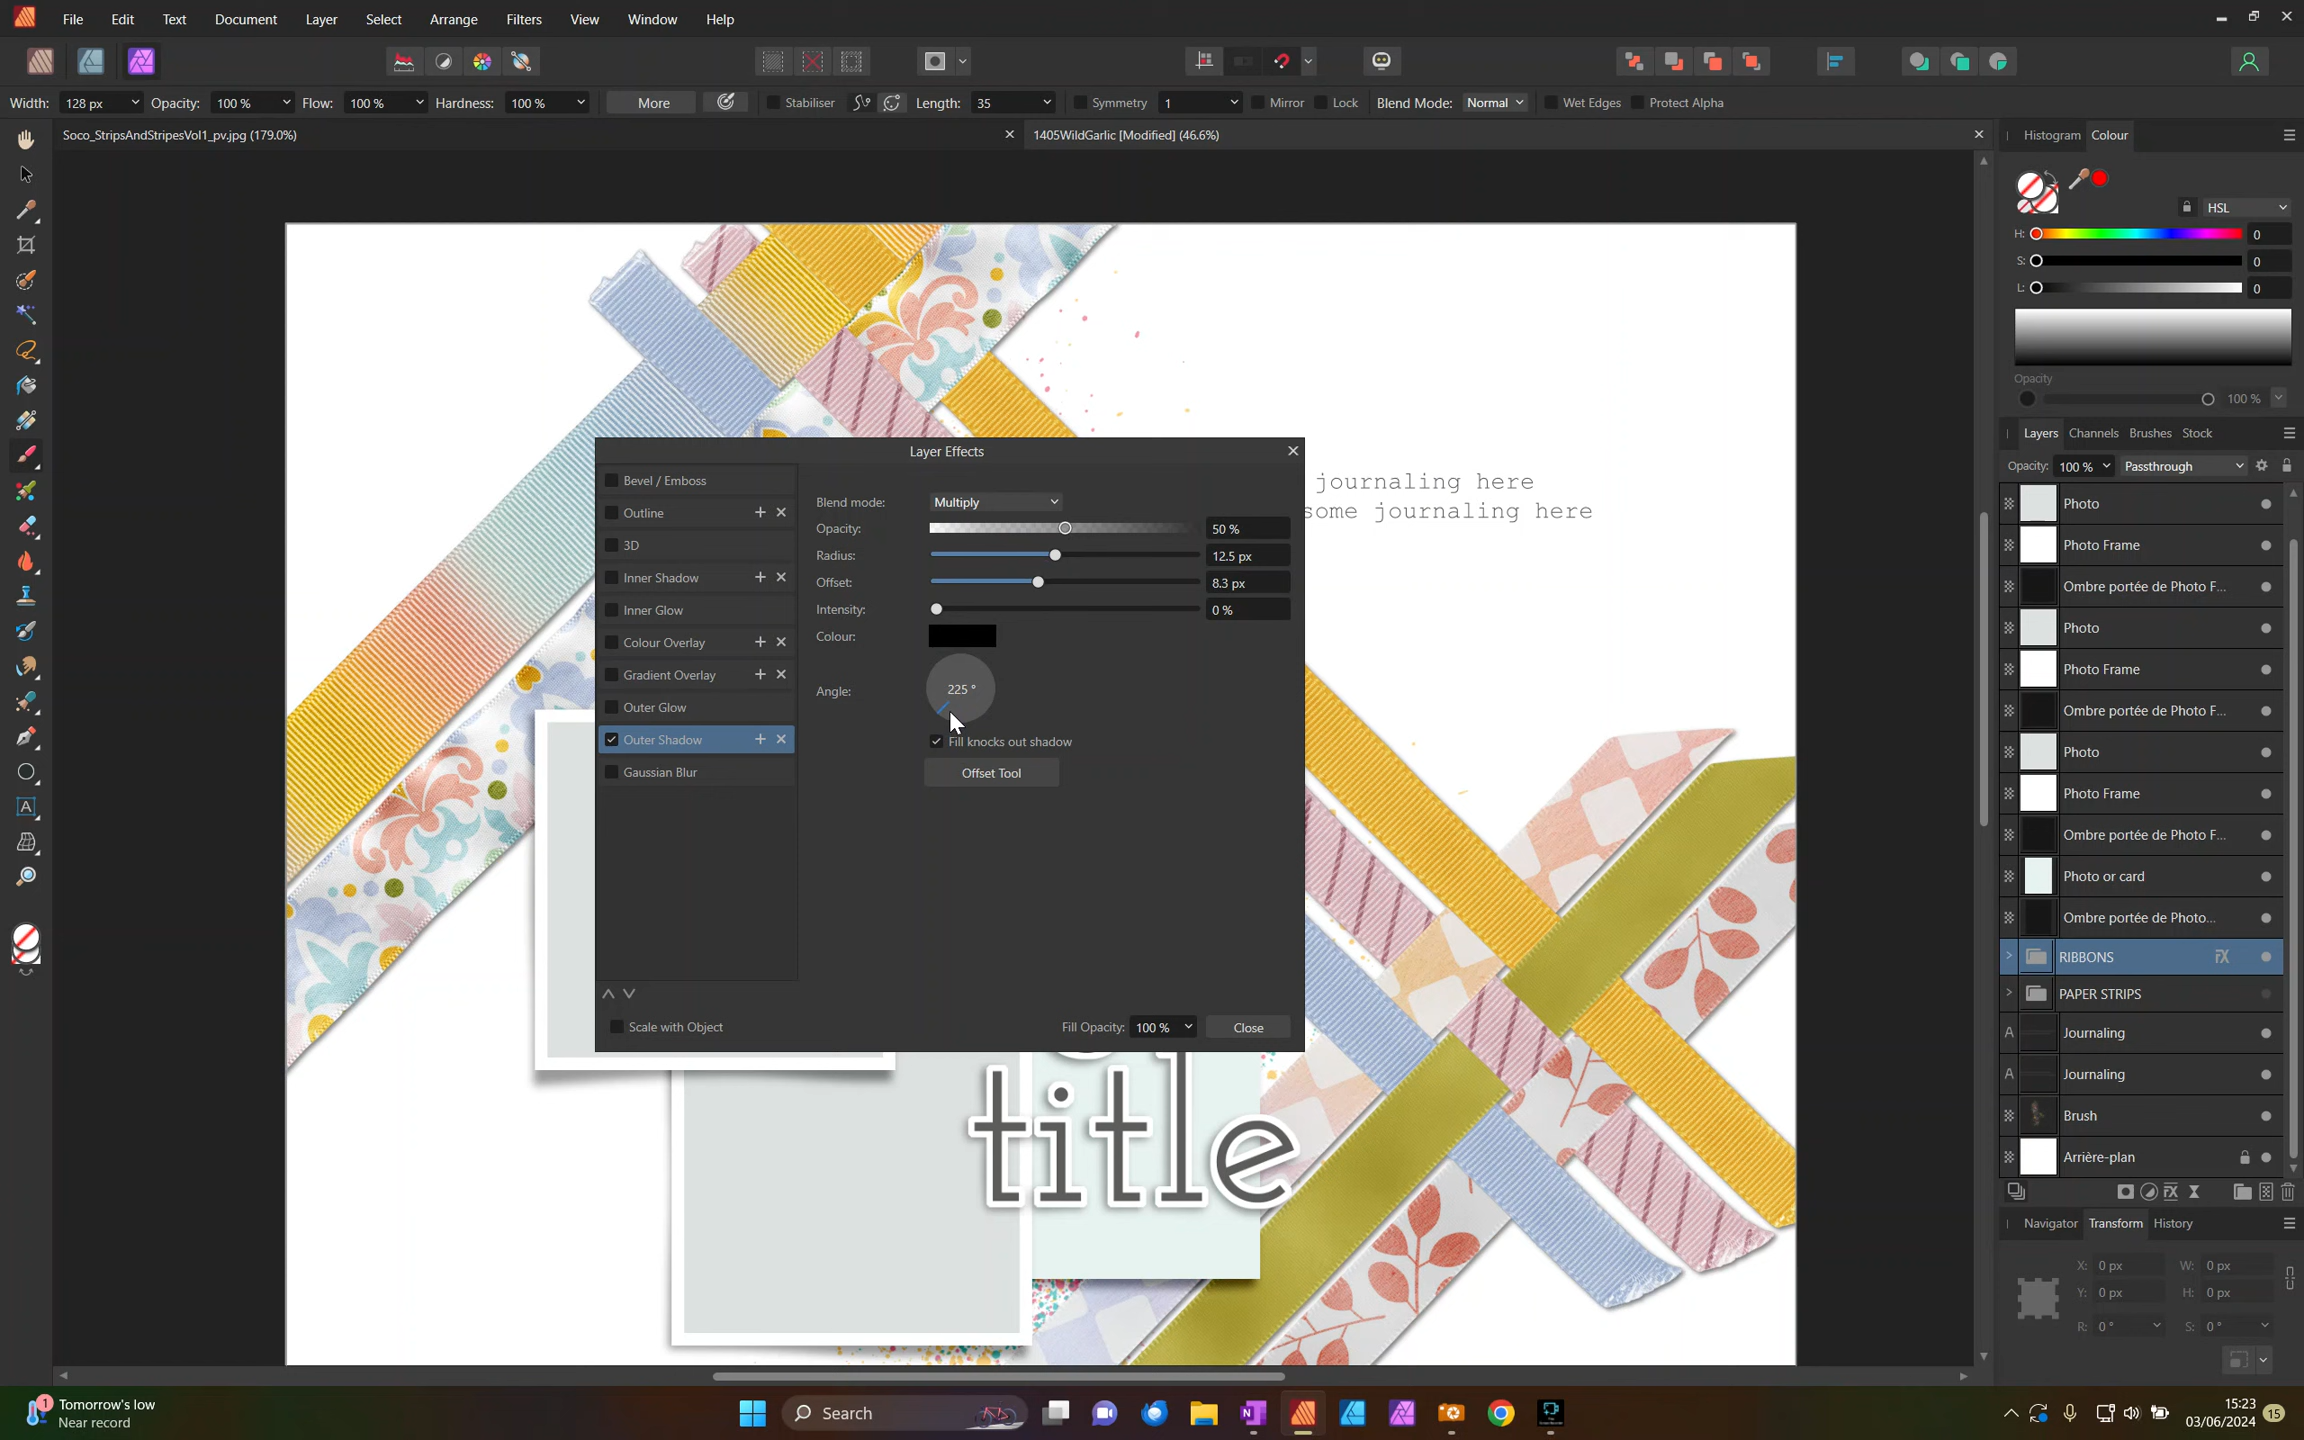 File Edit Text Document Layer Select Arrange Filters View Window Help
Width: 128 px Opacity: 100 % Flow: 100 % Hardness: 100 % More Stabiliser Length: 35 Symmetry 1 Mirror Lock Blend Mode: Normal Wet Edges Protect Alpha
Soco_StripsAndStripesVol1_pv.jpg (179.0%)
1405WildGarlic [Modified] (46.6%)
Histogram Colour
HSL
H: 0
S: 0
L: 0
Opacity
100 %
Layers Channels Brushes Stock
Opacity: 100 % Passthrough
Photo
Photo Frame
Ombre portée de Photo F...
Photo
Photo Frame
Ombre portée de Photo F...
Photo
Photo Frame
Ombre portée de Photo F...
Photo or card
Ombre portée de Photo...
RIBBONS
PAPER STRIPS
A Journaling
A Journaling
Brush
Arrière-plan
Navigator Transform History
X: 0 px W: 0 px
Y: 0 px H: 0 px
R: 0 ° S: 0 °
journaling here
some journaling here
title
Layer Effects
Bevel / Emboss
Outline
3D
Inner Shadow
Inner Glow
Colour Overlay
Gradient Overlay
Outer Glow
Outer Shadow
Gaussian Blur
Blend mode: Multiply
Opacity: 50 %
Radius: 12.5 px
Offset: 8.3 px
Intensity: 0 %
Colour:
Angle: 225 °
Fill knocks out shadow
Offset Tool
Scale with Object
Fill Opacity: 100 % Close
1
Tomorrow's low
Near record
Search
15:23
03/06/2024
15